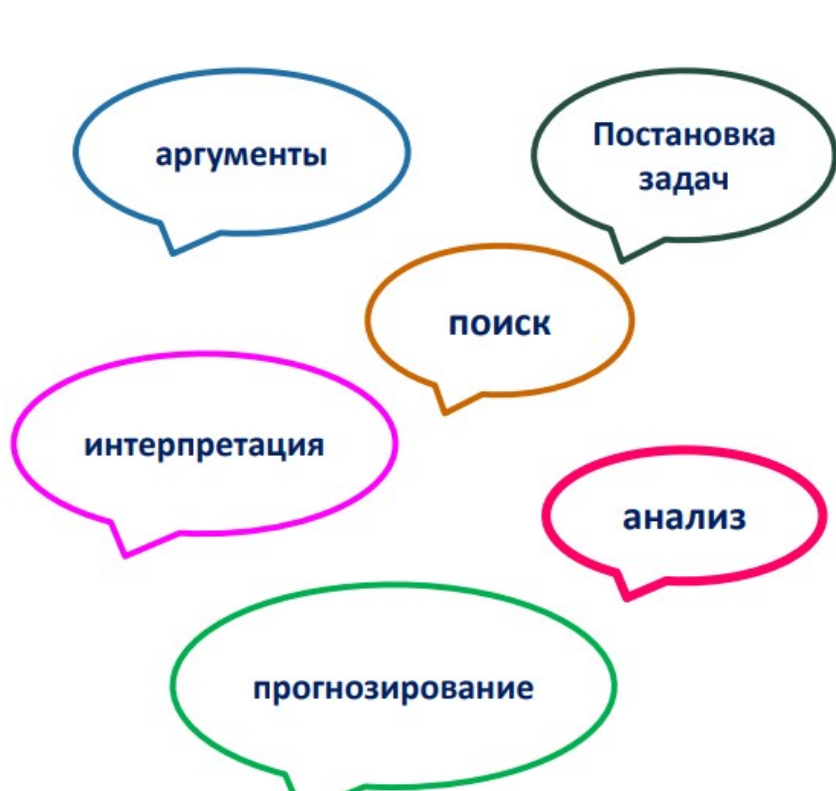 аргументы
Постановка
задач
поиск
интерпретация
анализ
прогнозирование